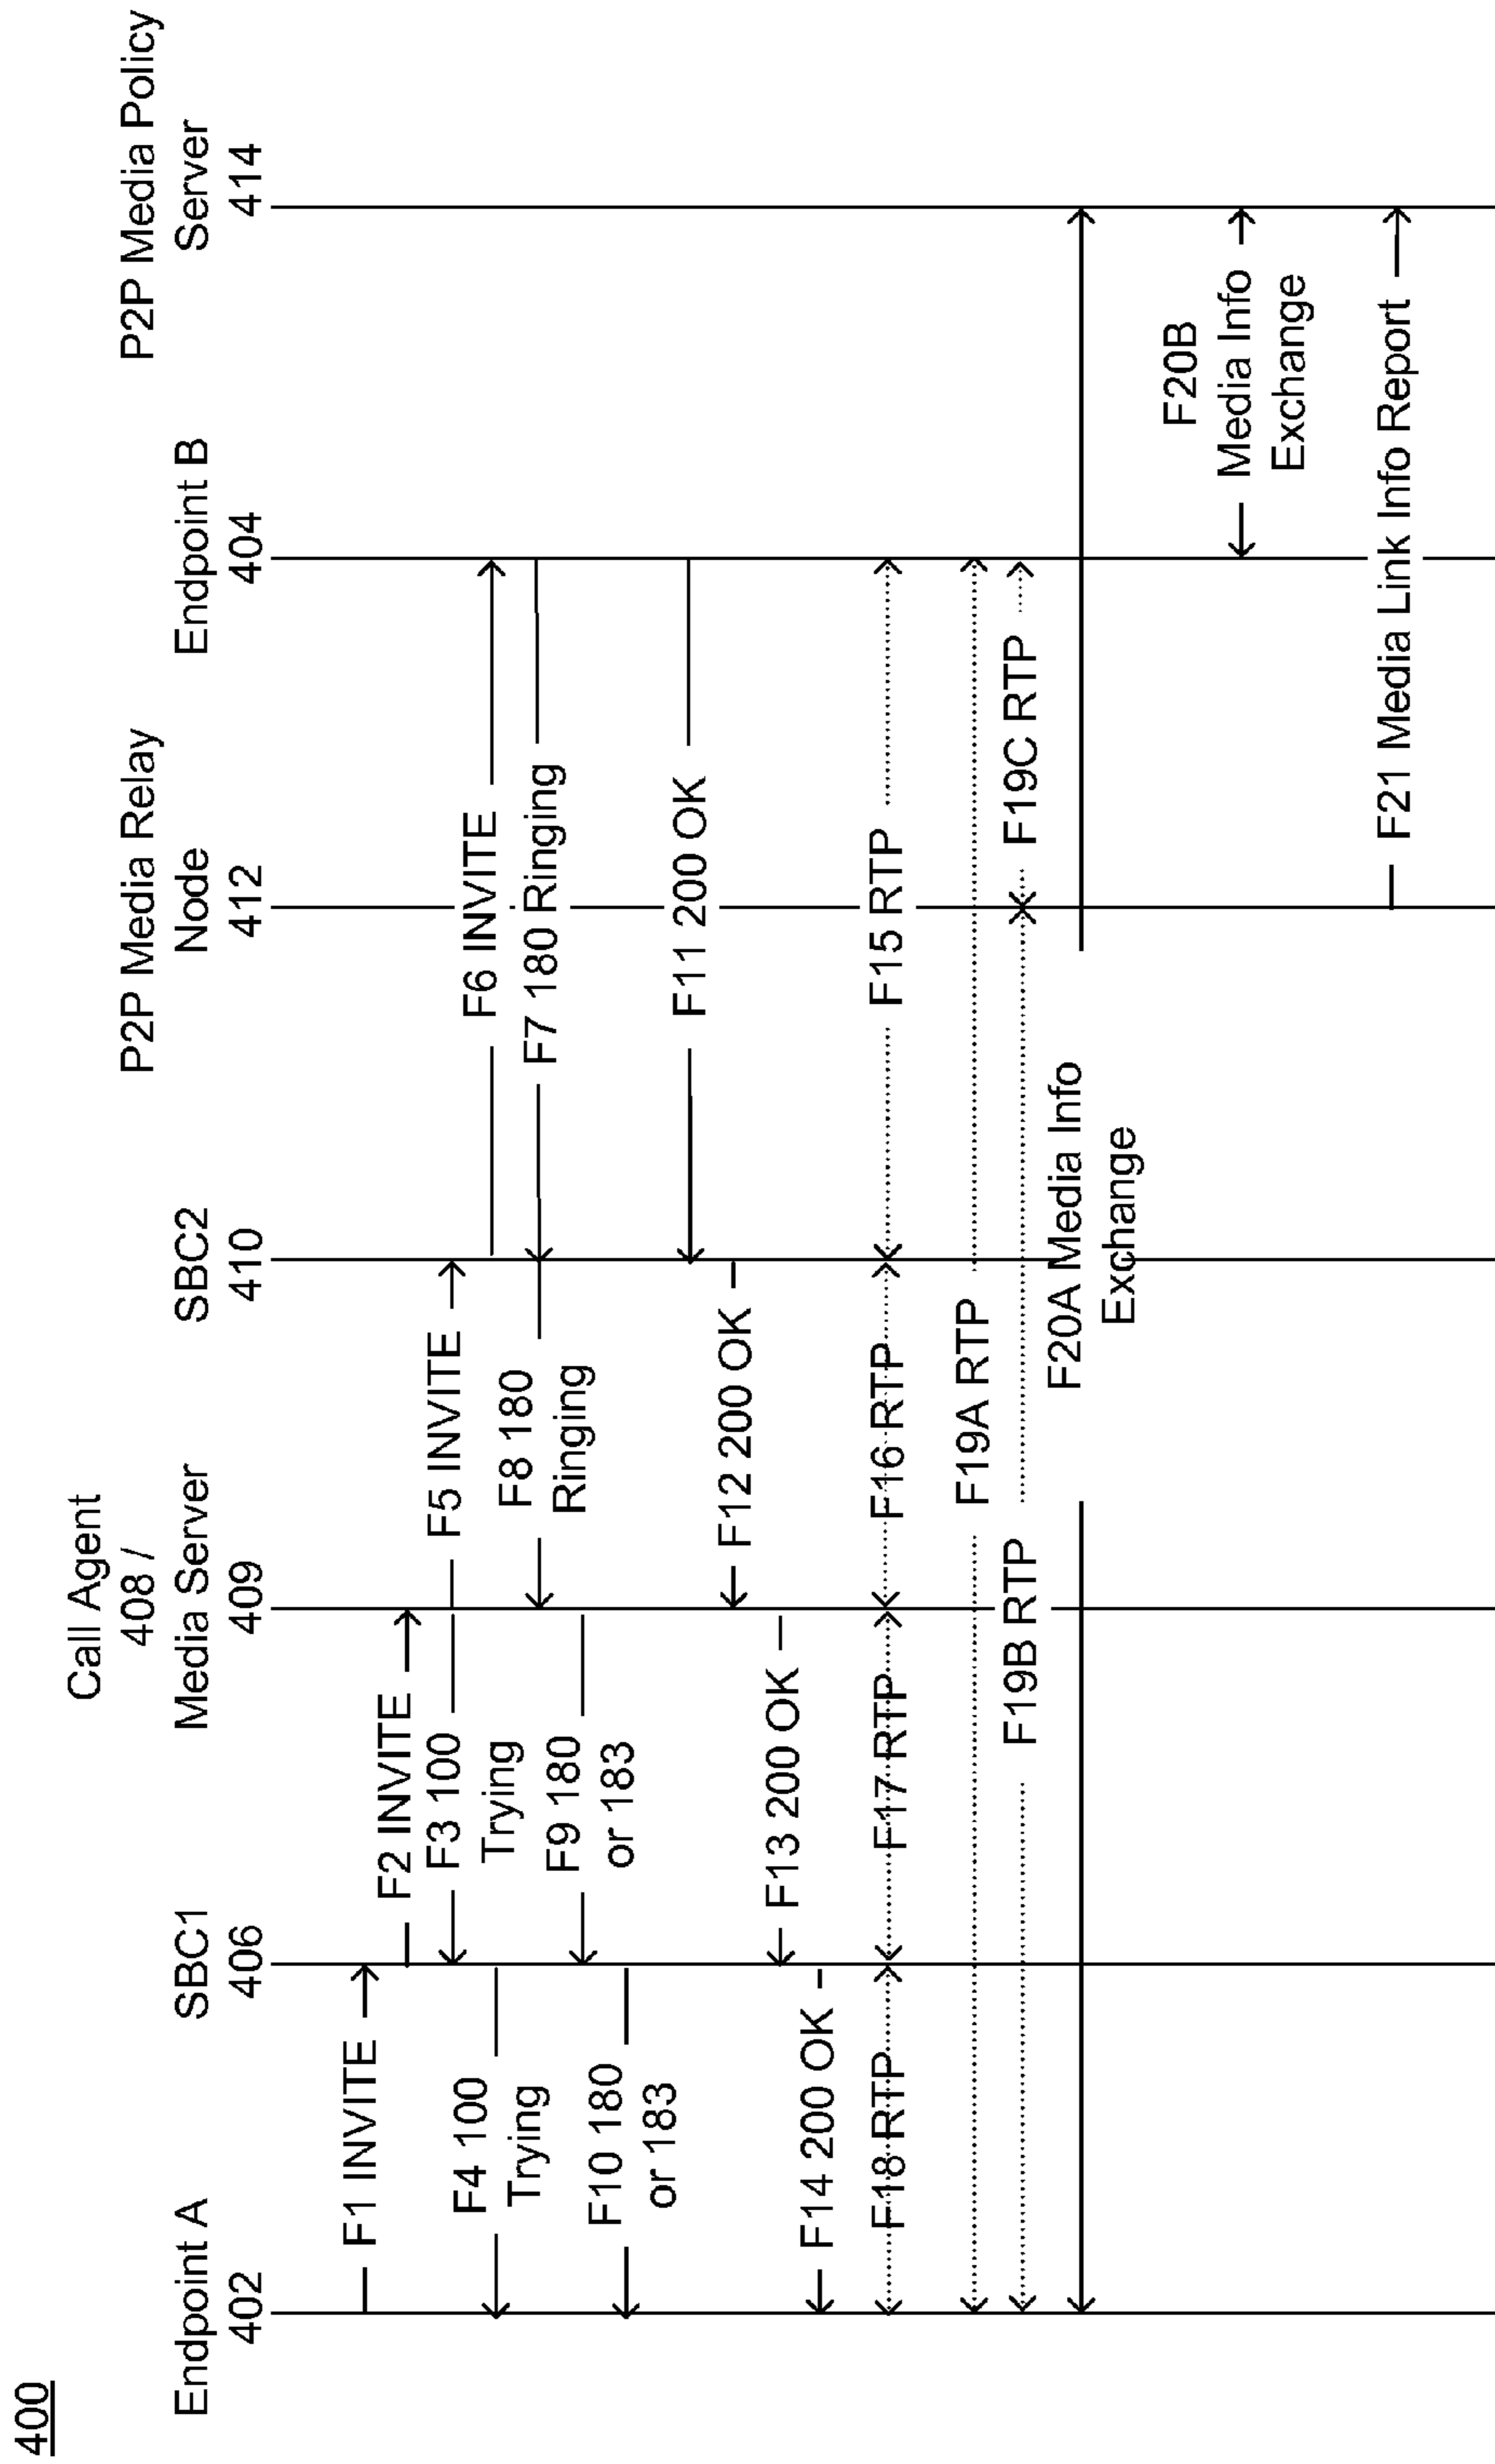 400
Endpoint A
402
SBC1
406
Call Agent
408 /
Media Server
409
SBC2
410
P2P Media Relay
Node
412
Endpoint B
404
P2P Media Policy
Server
414
F1 INVITE
F2 INVITE
F3 100
Trying
F4 100
Trying
F5 INVITE
F6 INVITE
F7 180 Ringing
F8 180
Ringing
F9 180
or 183
F10 180
or 183
F11 200 OK
F12 200 OK
F13 200 OK
F14 200 OK
F15 RTP
F16 RTP
F17 RTP
F18 RTP
F19A RTP
F19B RTP
F19C RTP
F20A Media Info
Exchange
F20B
Media Info
Exchange
F21 Media Link Info Report